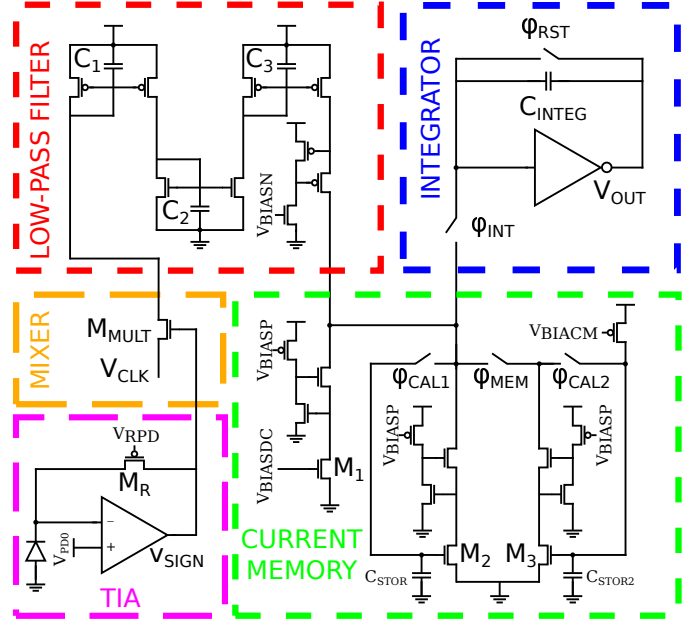 LOW-PASS FILTER
C1
C3
C2
VBIASN
INTEGRATOR
φRST
CINTEG
VOUT
φINT
MIXER
MMULT
VCLK
VBIASP
VBIASDC
M1
VBIACM
φCAL1
φMEM
φCAL2
VBIASP
VBIASP
M2
M3
CSTOR
CSTOR2
CURRENT
MEMORY
VRPD
MR
−
+
VPD0
VSIGN
TIA